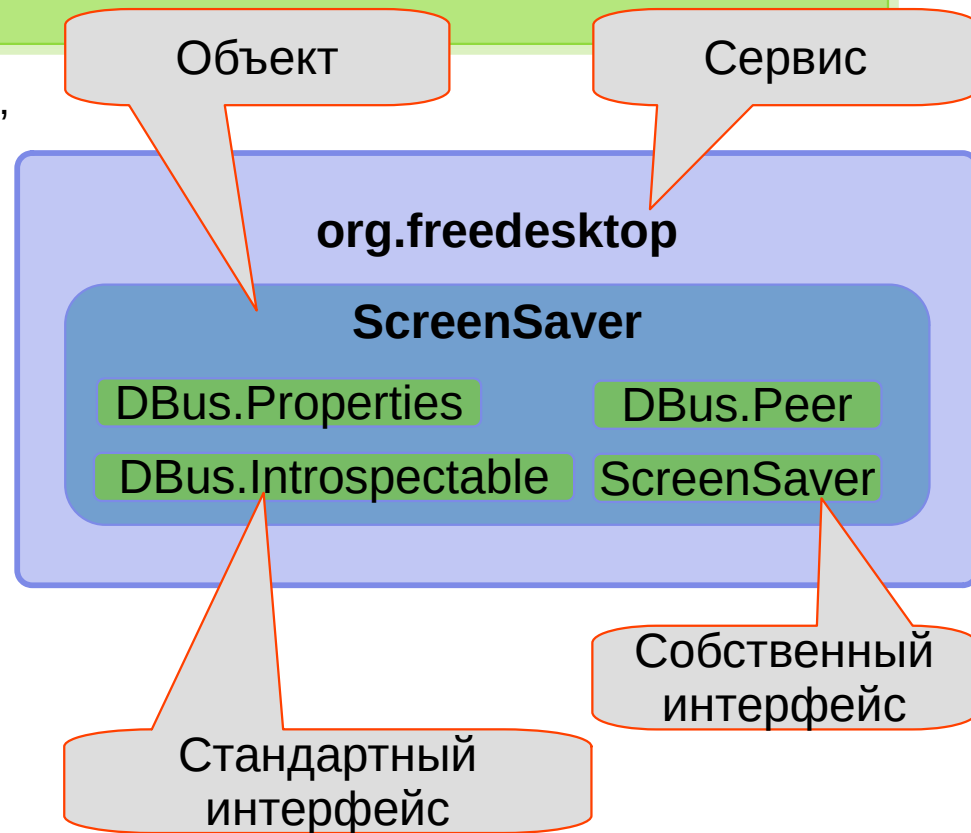 Объект
Сервис
,
org.freedesktop
ScreenSaver
DBus.Properties
DBus.Peer
DBus.Introspectable
ScreenSaver
Собственный
интерфейс
Стандартный
интерфейс